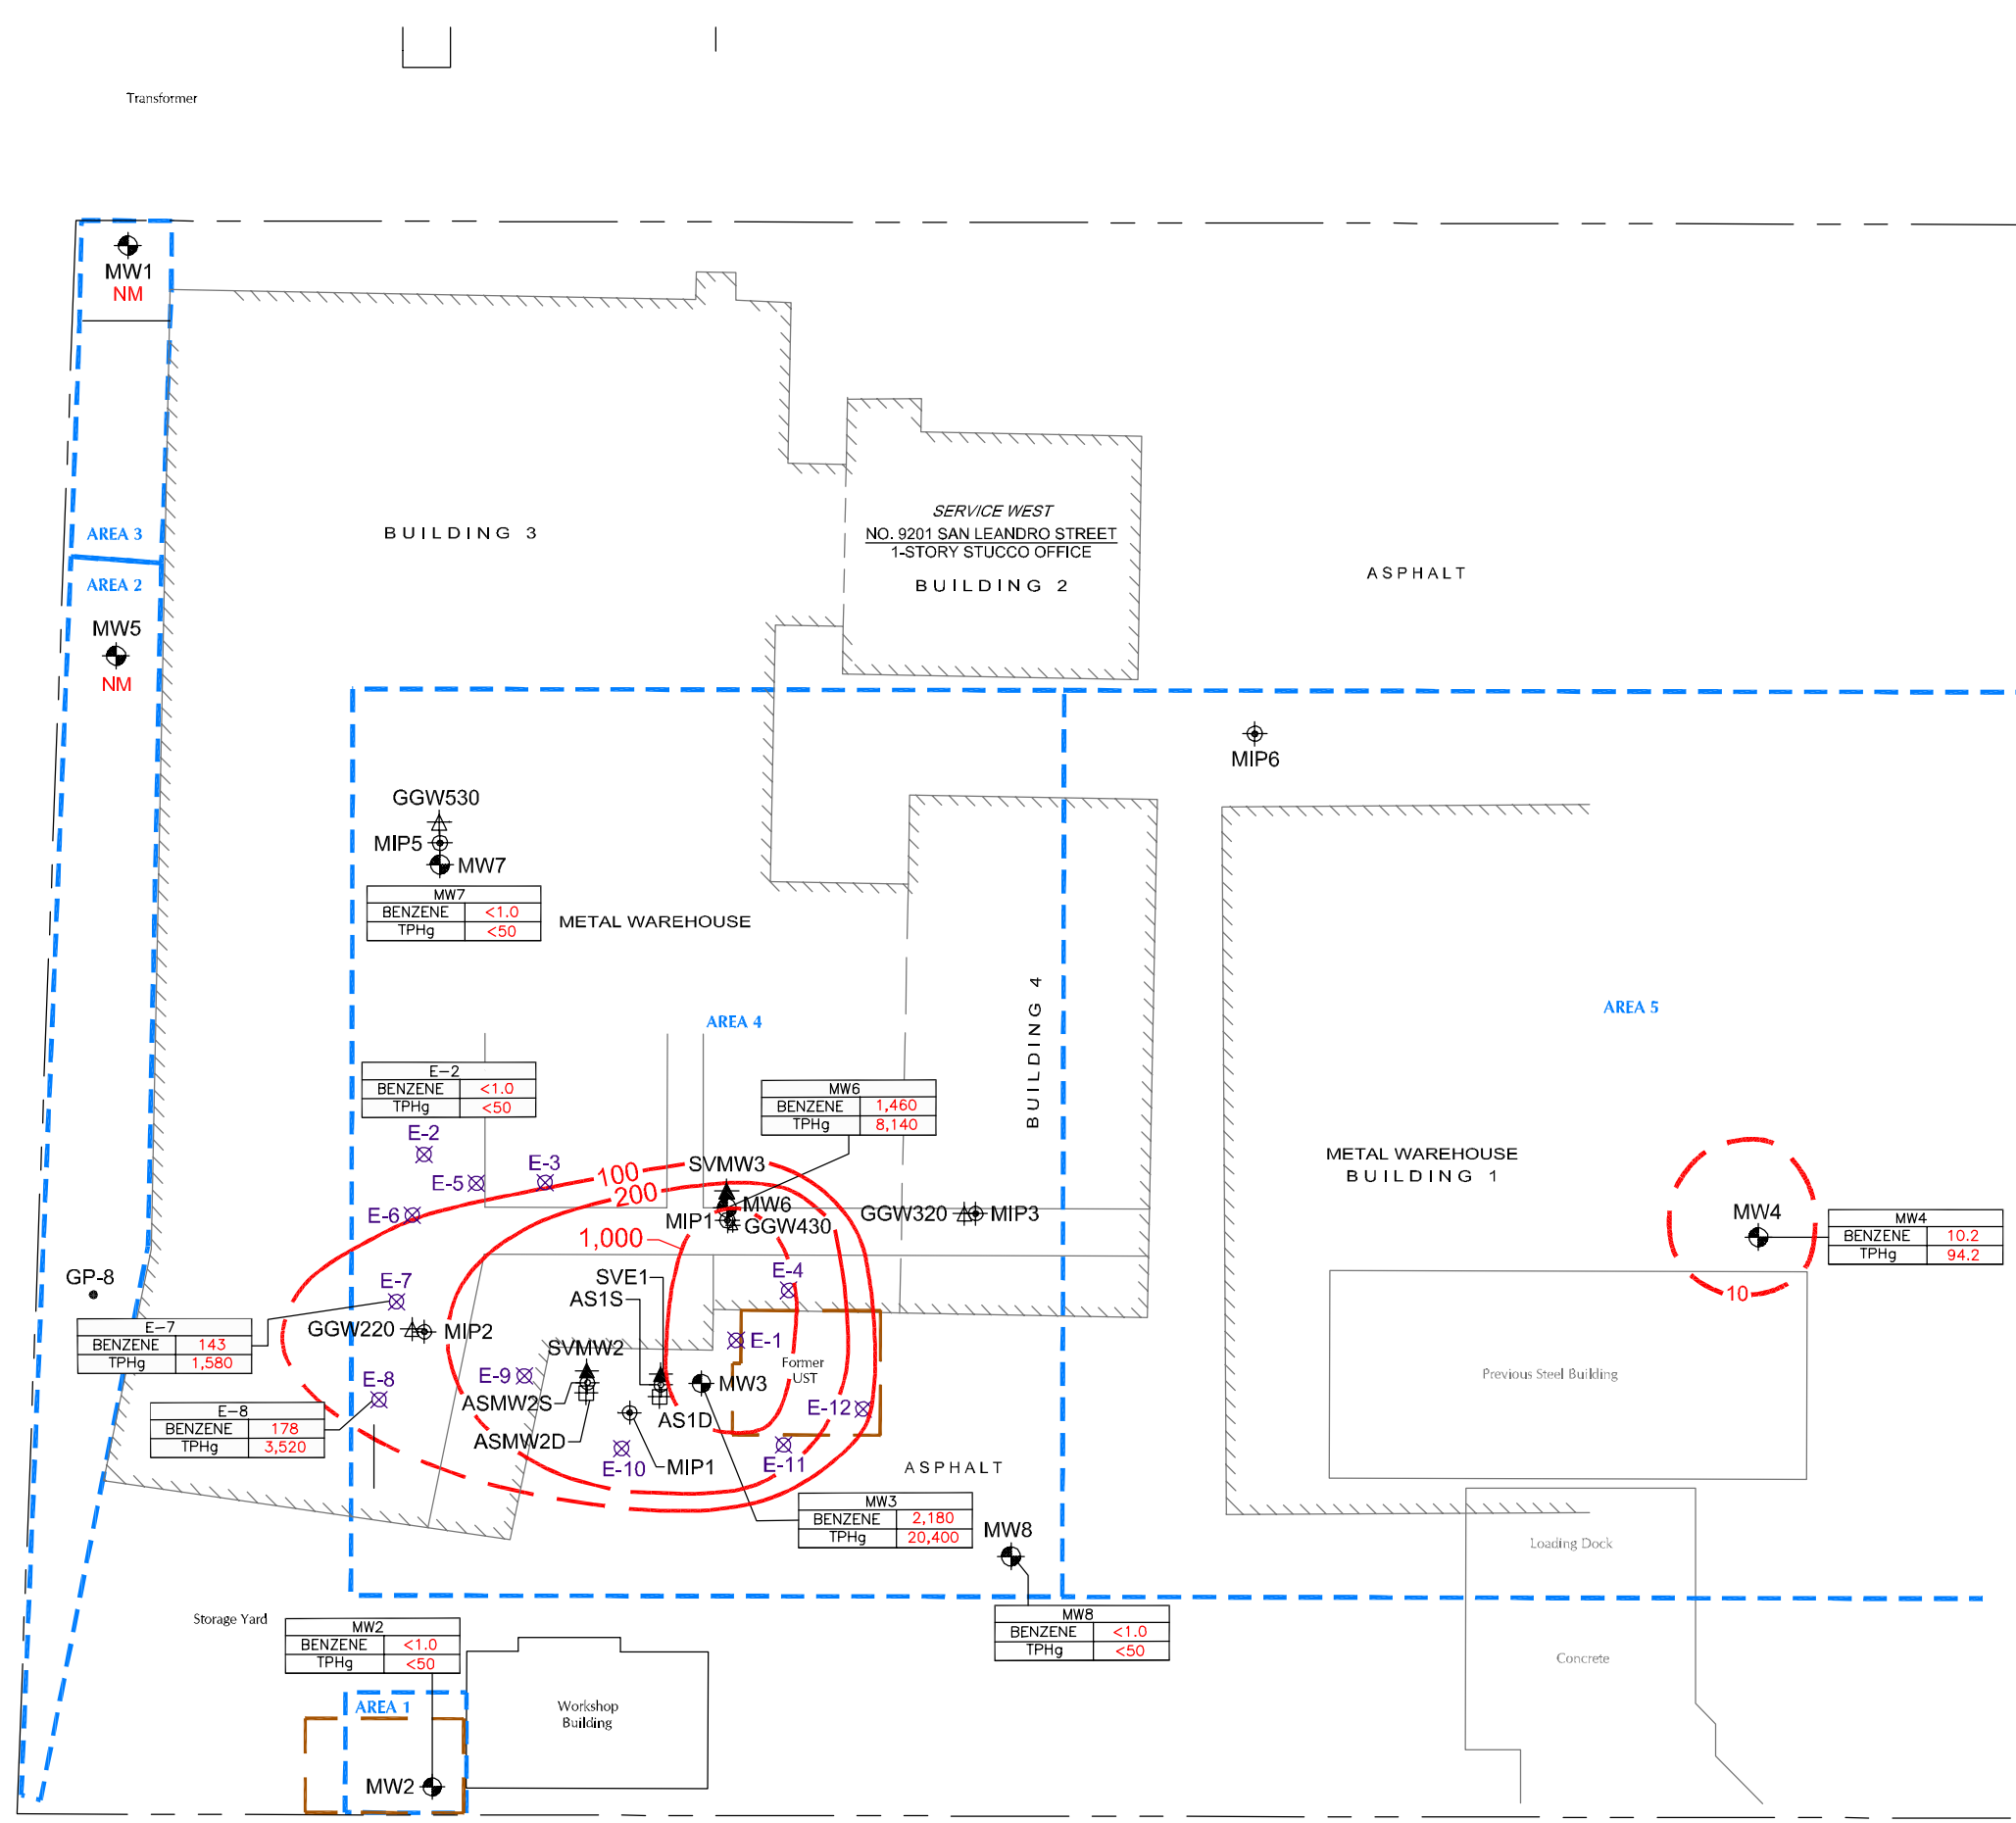 Transformer
MW1
NM
SERVICE WEST
NO. 9201 SAN LEANDRO STREET
1-STORY STUCCO OFFICE
BUILDING 2
BUILDING 3
AREA 3
AREA 2
ASPHALT
MW5
NM
MIP6
GGW530
MIP5
MW7
MW7
BENZENE <1.0
TPHg <50
METAL WAREHOUSE
BUILDING 4
AREA 4
AREA 5
E-2
BENZENE <1.0
TPHg <50
MW6
BENZENE 1,460
TPHg 8,140
E-2
E-5
E-3
100
SVMW3
200
METAL WAREHOUSE
BUILDING 1
E-6
MIP1
MW6
GGW430
GGW320
MIP3
MW4
MW4
BENZENE 10.2
TPHg 94.2
10
1,000
GP-8
E-7
SVE1
AS1S
E-4
E-7
BENZENE 143
TPHg 1,580
GGW220
MIP2
SVMW2
E-1
Former
UST
MW3
E-9
E-8
ASMW2S
AS1D
E-12
Previous Steel Building
E-8
BENZENE 178
TPHg 3,520
ASMW2D
E-10
MIP1
E-11
ASPHALT
MW3
BENZENE 2,180
TPHg 20,400
MW8
Loading Dock
Storage Yard
MW2
BENZENE <1.0
TPHg <50
MW8
BENZENE <1.0
TPHg <50
Concrete
AREA 1
Workshop
Building
MW2